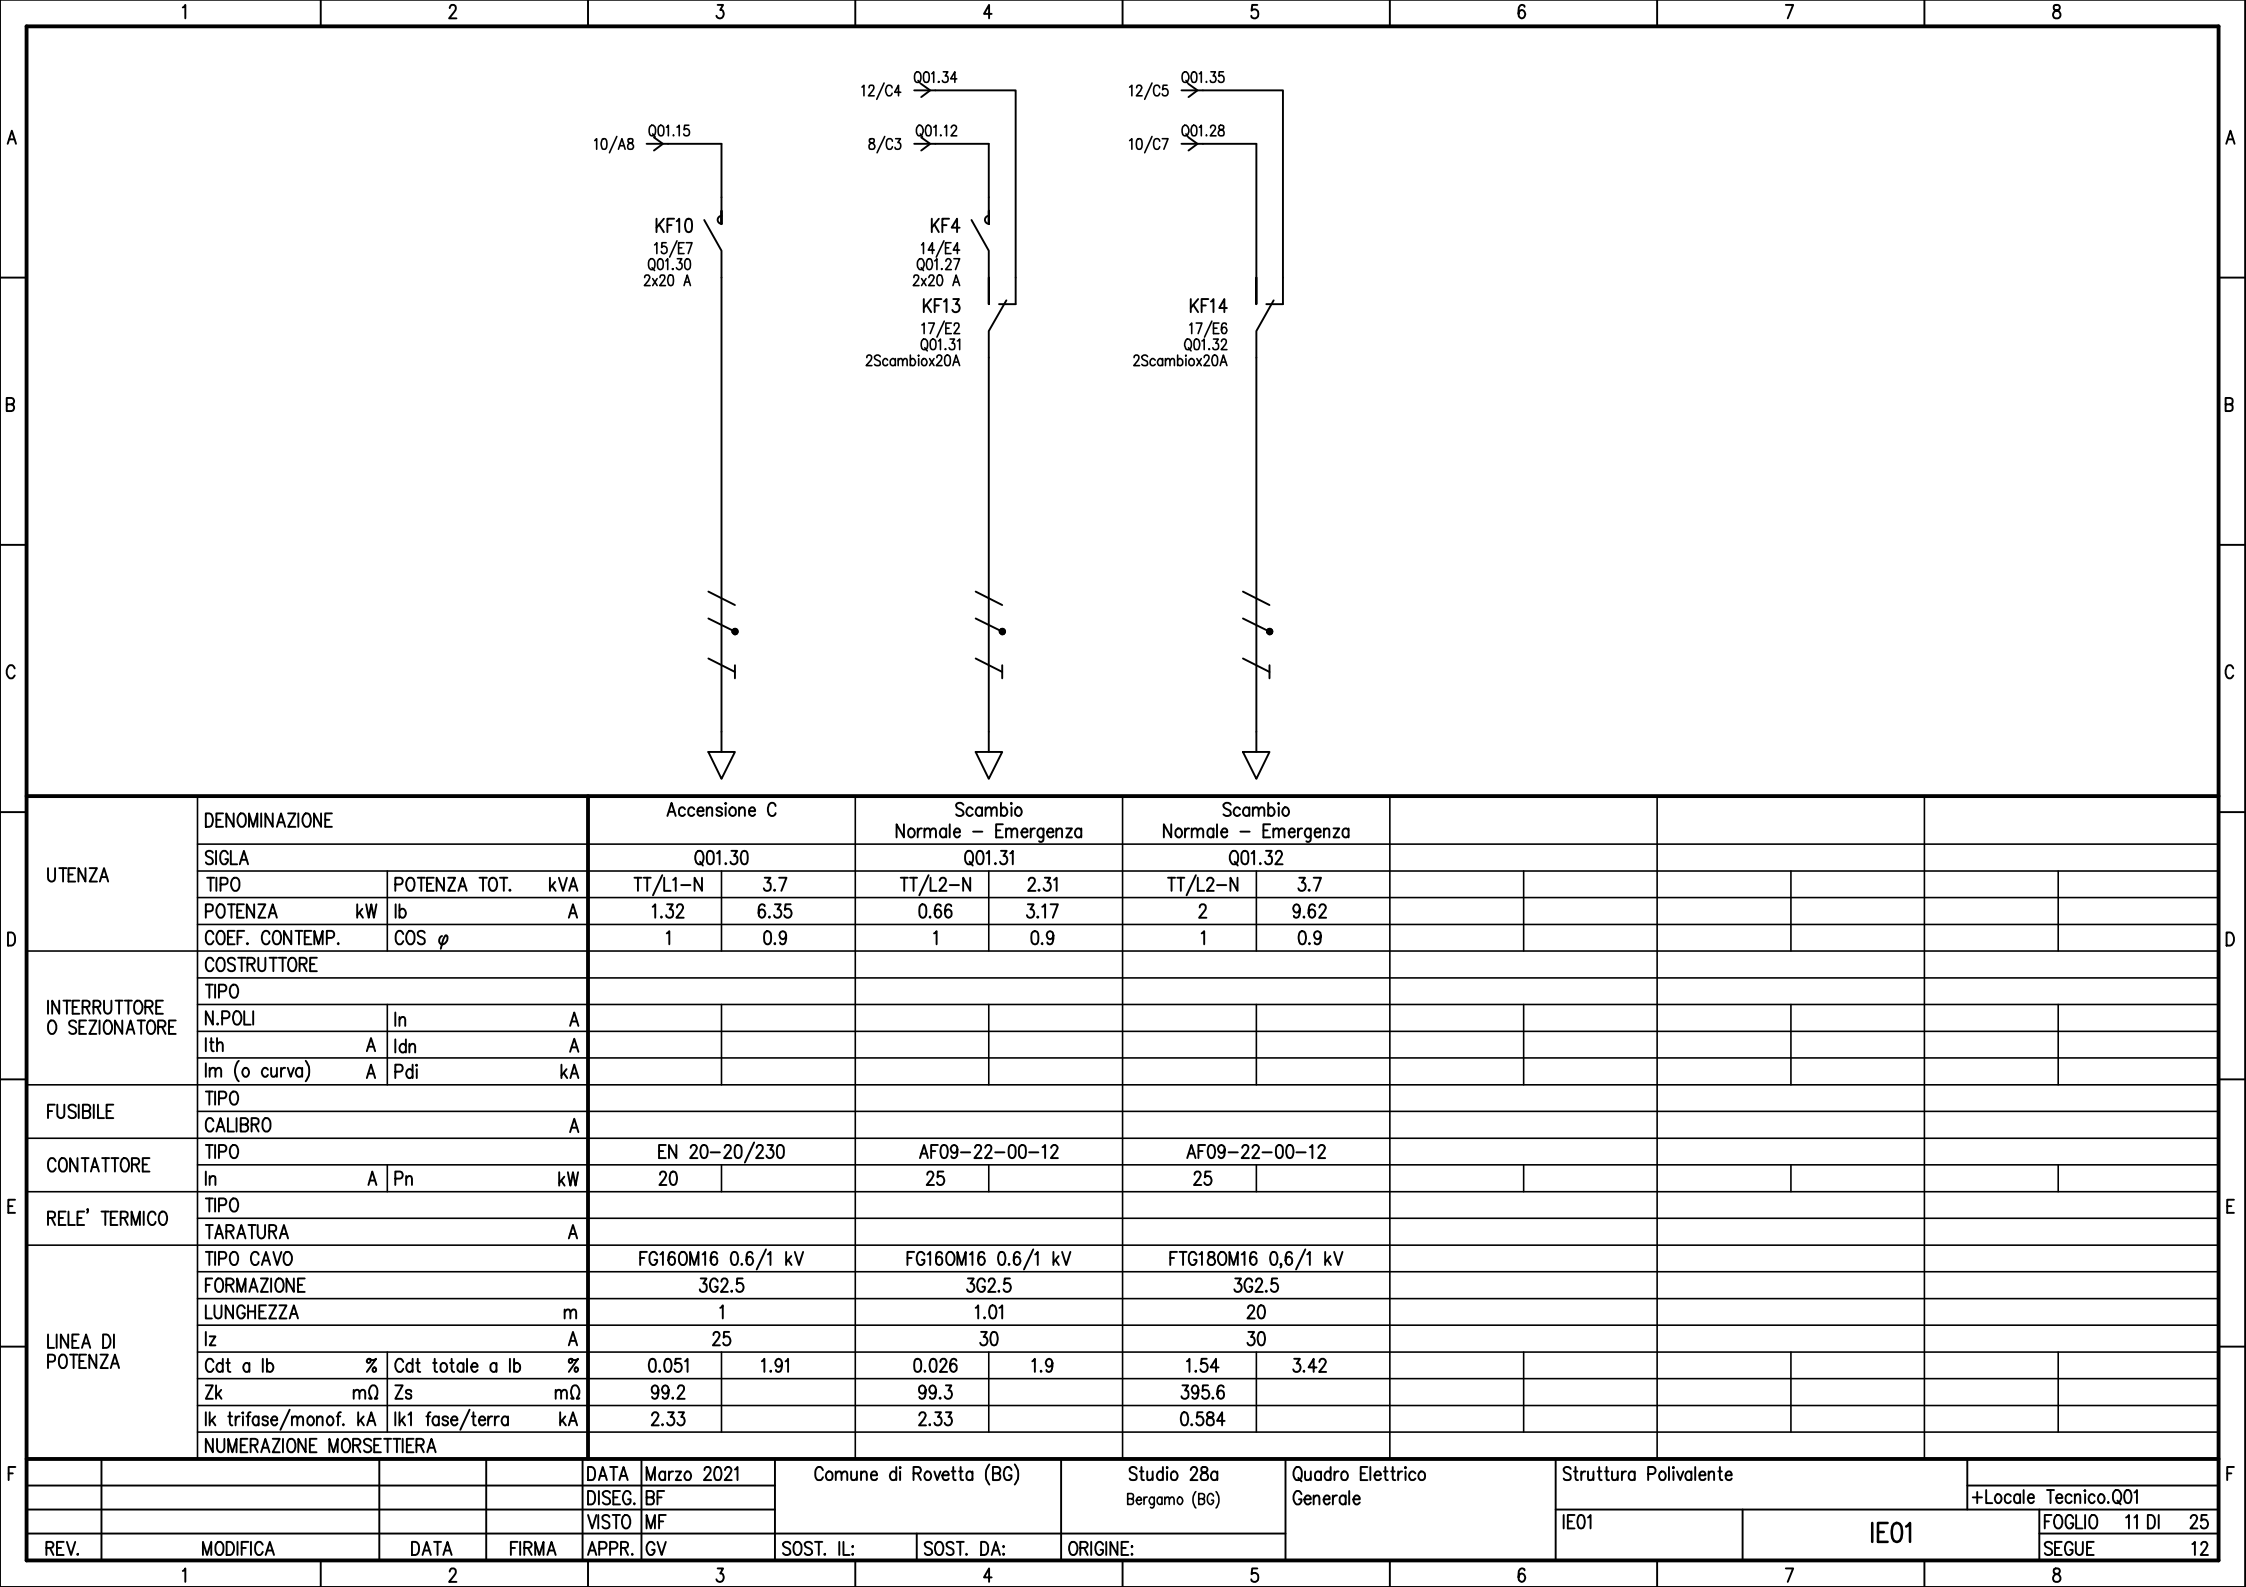 1 2 3 4 5 6 7 8
Q01.34 Q01.35
12/C4 12/C5
Q01.15 Q01.12 Q01.28
A 10/A8 8/C3 10/C7 A
KF10 KF4
15/E7 14/E4
Q01.30 Q01.27
2x20 A 2x20 A
KF13 KF14
17/E2 17/E6
Q01.31 Q01.32
2Scambiox20A 2Scambiox20A
B B
C C
UTENZA
DENOMINAZIONE Accensione C Scambio Normale – Emergenza Scambio Normale – Emergenza
SIGLA Q01.30 Q01.31 Q01.32
TIPO POTENZA TOT. kVA TT/L1–N 3.7 TT/L2–N 2.31 TT/L2–N 3.7
POTENZA kW Ib A 1.32 6.35 0.66 3.17 2 9.62
D COEF. CONTEMP. COS φ 1 0.9 1 0.9 1 0.9 D
INTERRUTTORE
O SEZIONATORE
COSTRUTTORE
TIPO
N.POLI In A
Ith A Idn A
Im (o curva) A Pdi kA
FUSIBILE
TIPO
CALIBRO A
CONTATTORE
TIPO EN 20–20/230 AF09–22–00–12 AF09–22–00–12
In A Pn kW 20 25 25
E RELE' TERMICO E
TIPO
TARATURA A
LINEA DI
POTENZA
TIPO CAVO FG16OM16 0.6/1 kV FG16OM16 0.6/1 kV FTG18OM16 0,6/1 kV
FORMAZIONE 3G2.5 3G2.5 3G2.5
LUNGHEZZA m 1 1.01 20
Iz A 25 30 30
Cdt a Ib % Cdt totale a Ib % 0.051 1.91 0.026 1.9 1.54 3.42
Zk mΩ Zs mΩ 99.2 99.3 395.6
Ik trifase/monof. kA Ik1 fase/terra kA 2.33 2.33 0.584
NUMERAZIONE MORSETTIERA
F DATA Marzo 2021 Comune di Rovetta (BG) Studio 28a Quadro Elettrico Struttura Polivalente F
DISEG. BF Bergamo (BG) Generale +Locale Tecnico.Q01
VISTO MF IE01 IE01 FOGLIO 11 DI 25
REV. MODIFICA DATA FIRMA APPR. GV SOST. IL: SOST. DA: ORIGINE: SEGUE 12
1 2 3 4 5 6 7 8